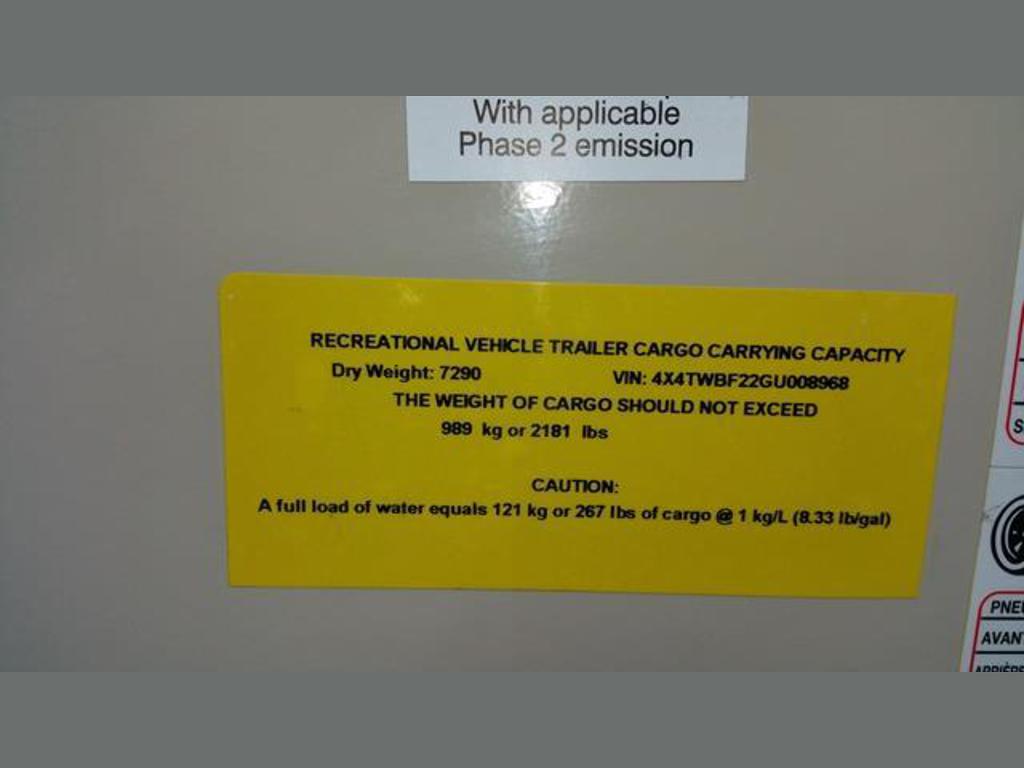 With applicable
Phase 2 emission
RECREATIONAL VEHICLE TRAILER CARGO CARRYING CAPACITY
Dry Weight: 7290 VIN: 4X4TWBF22GU008968
THE WEIGHT OF CARGO SHOULD NOT EXCEED
989 kg or 2181 lbs
CAUTION:
A full load of water equals 121 kg or 267 lbs of cargo @ 1 kg/L (8.33 lb/gal)
S
PNE
AVAN